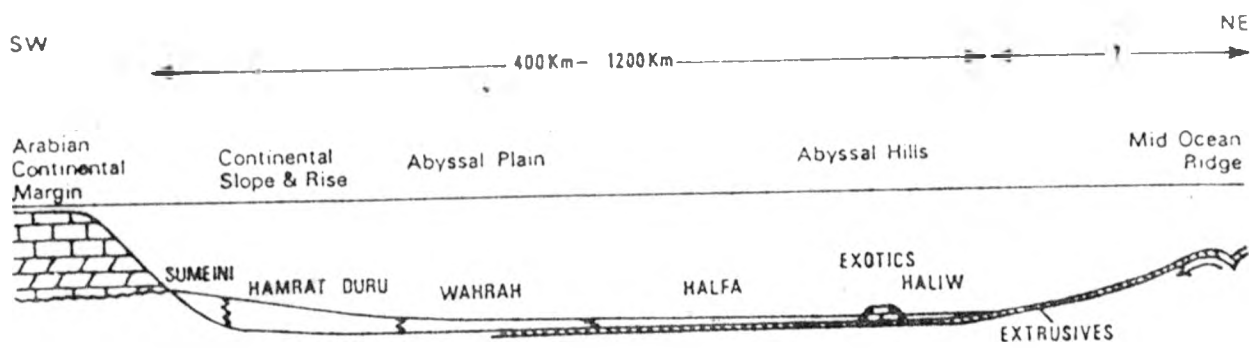 SW
NE
400Km- 1200Km
?
Arabian
Continental
Margin
Continental
Slope & Rise
Abyssal Plain
Abyssal Hills
Mid Ocean
Ridge
SUMEINI
HAMRAT DURU
WAHRAH
HALFA
EXOTICS
HALIW
EXTRUSIVES